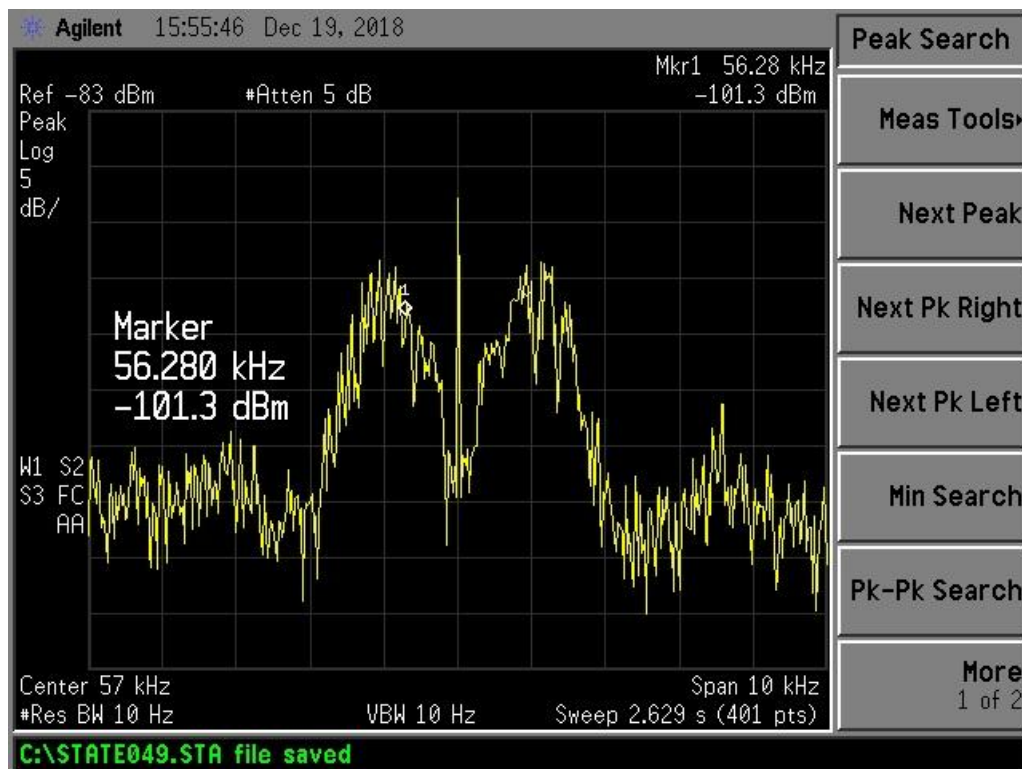 Agilent 15:55:46 Dec 19, 2018
Mkr1 56.28 kHz
Ref -83 dBm #Atten 5 dB -101.3 dBm
Peak
Log
5
dB/
1
Marker
56.280 kHz
-101.3 dBm
W1 S2
S3 FC
AA
Center 57 kHz Span 10 kHz
#Res BW 10 Hz VBW 10 Hz Sweep 2.629 s (401 pts)
C:\STATE049.STA file saved
Peak Search
Meas Tools
Next Peak
Next Pk Right
Next Pk Left
Min Search
Pk-Pk Search
More
1 of 2